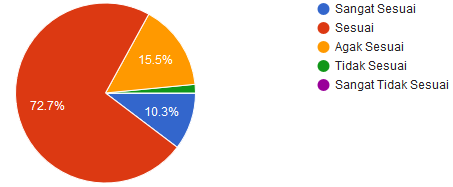 Sangat Sesuai
Sesuai
Agak Sesuai
Tidak Sesuai
Sangat Tidak Sesuai
15.5%
72.7%
10.3%